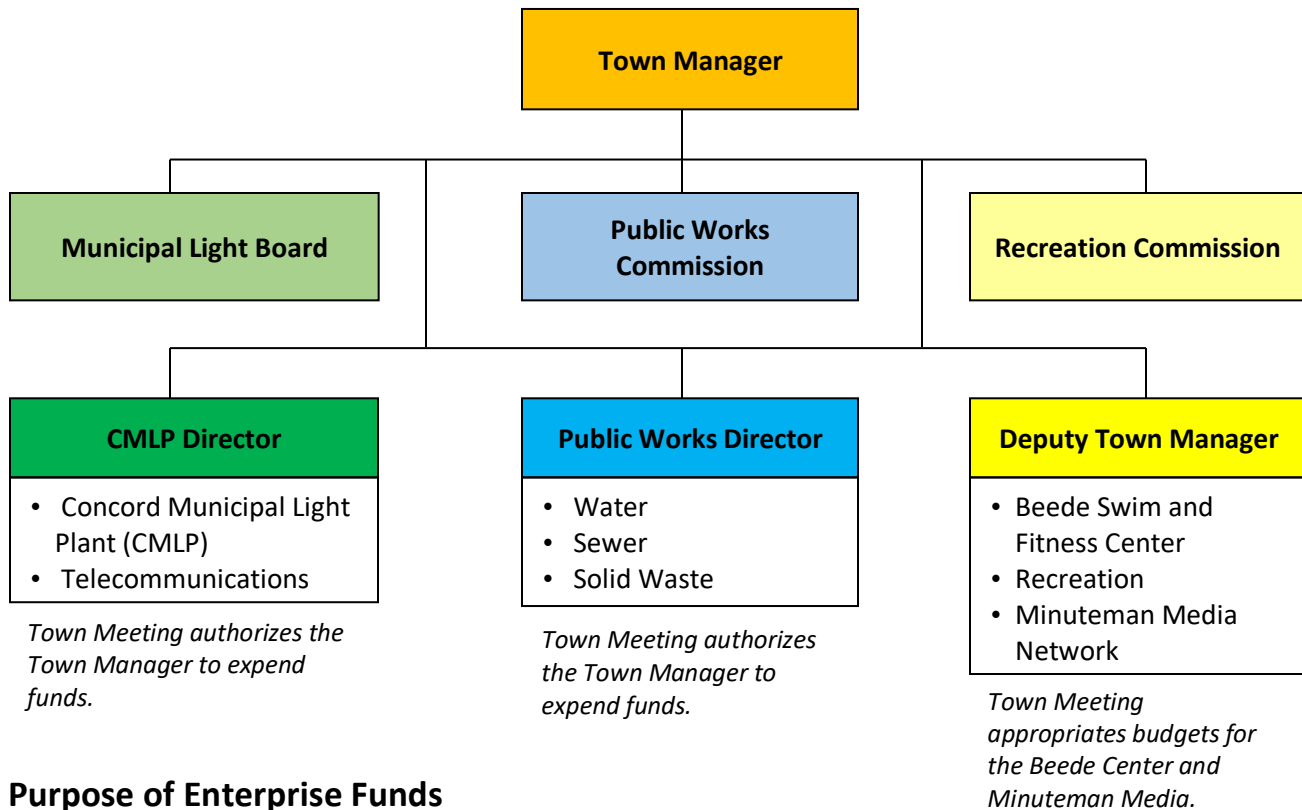 Town Manager
Municipal Light Board
Public Works
Commission
Recreation Commission
CMLP Director
• Concord Municipal Light
Plant (CMLP)
• Telecommunications
Town Meeting authorizes the
Town Manager to expend
funds.
Public Works Director
• Water
• Sewer
• Solid Waste
Town Meeting authorizes
the Town Manager to
expend funds.
Deputy Town Manager
• Beede Swim and
Fitness Center
• Recreation
• Minuteman Media
Network
Town Meeting
appropriates budgets for
the Beede Center and
Minuteman Media.
Purpose of Enterprise Funds